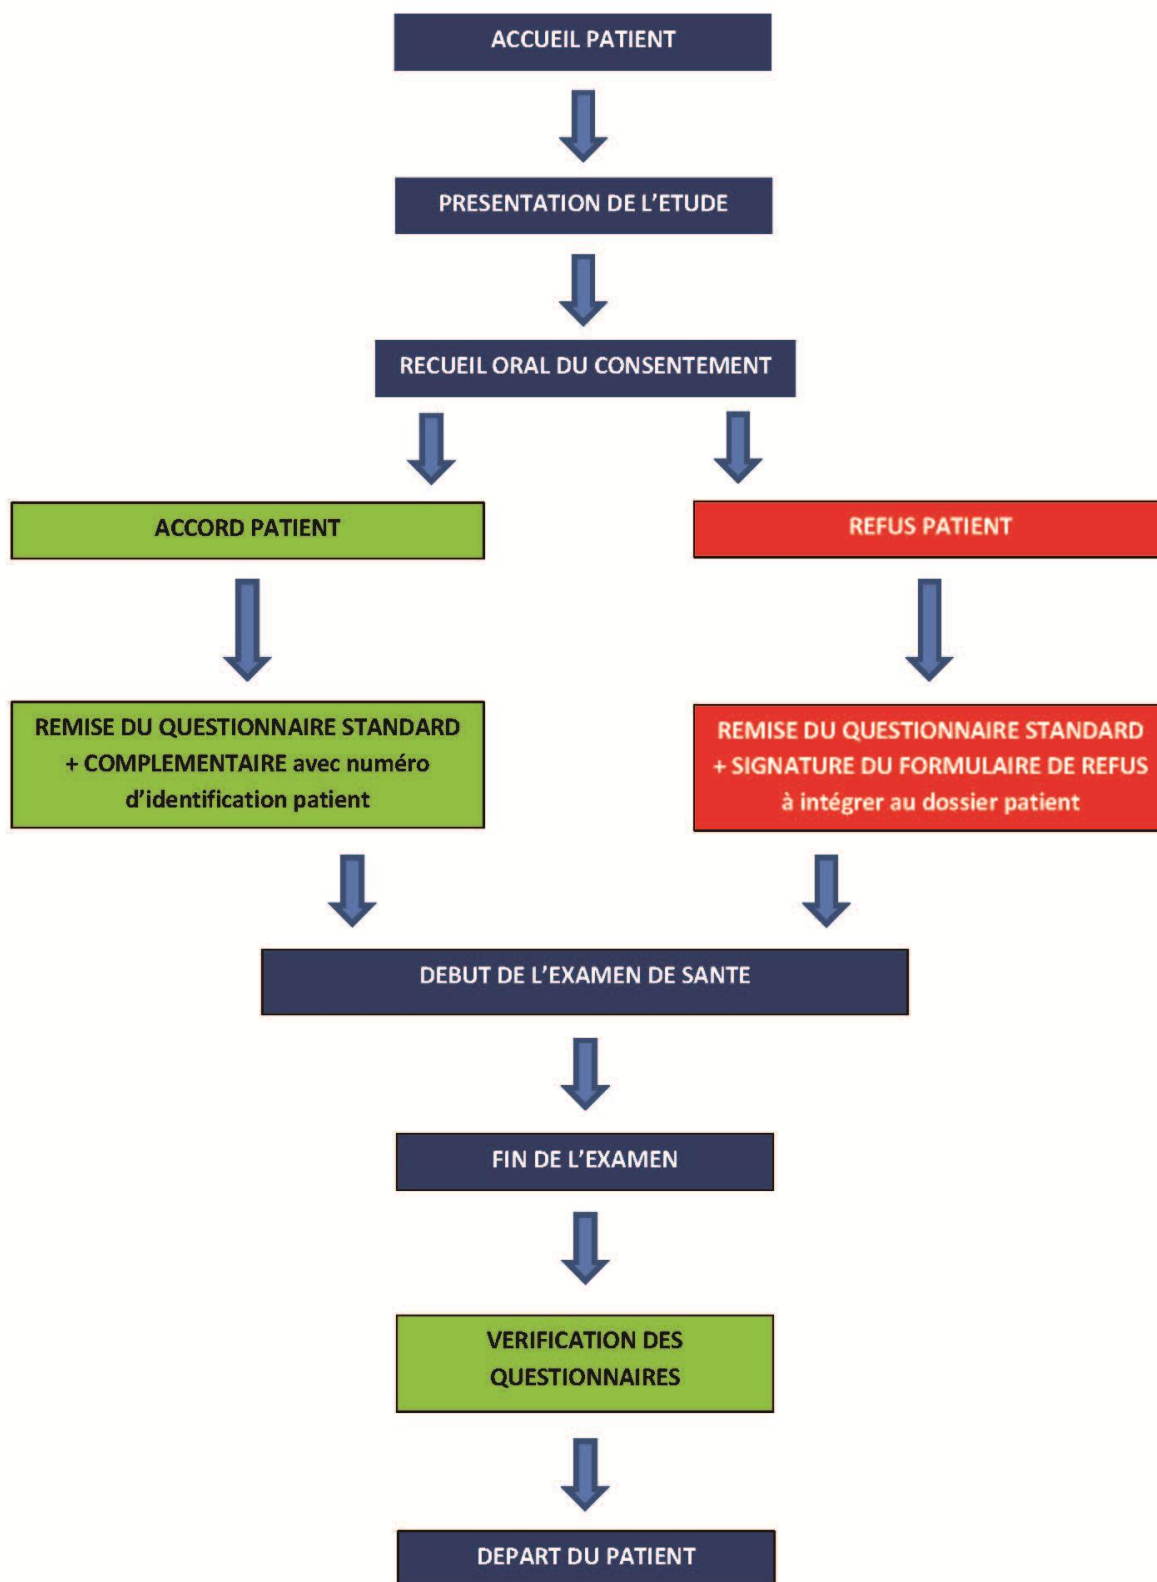 ACCUEIL PATIENT
PRESENTATION DE L'ETUDE
RECUEIL ORAL DU CONSENTEMENT
ACCORD PATIENT
REFUS PATIENT
REMISE DU QUESTIONNAIRE STANDARD
+ COMPLEMENTAIRE avec numéro
d'identification patient
REMISE DU QUESTIONNAIRE STANDARD
+ SIGNATURE DU FORMULAIRE DE REFUS
à intégrer au dossier patient
DEBUT DE L'EXAMEN DE SANTE
FIN DE L'EXAMEN
VERIFICATION DES
QUESTIONNAIRES
DEPART DU PATIENT